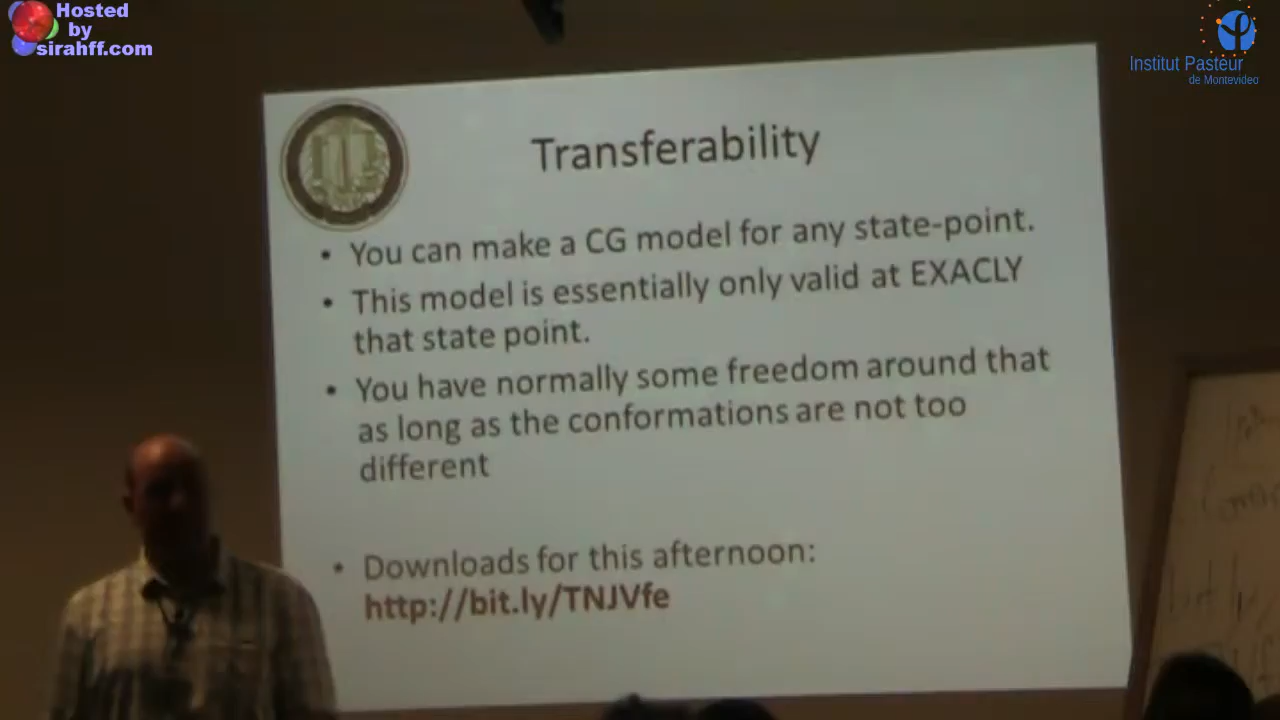 Hosted
by
sirahff.com
Institut Pasteur
de Montevideo
Transferability
• You can make a CG model for any state-point.
• This model is essentially only valid at EXACLY
that state point.
• You have normally some freedom around that
as long as the conformations are not too
different
• Downloads for this afternoon:
http://bit.ly/TNJVfe